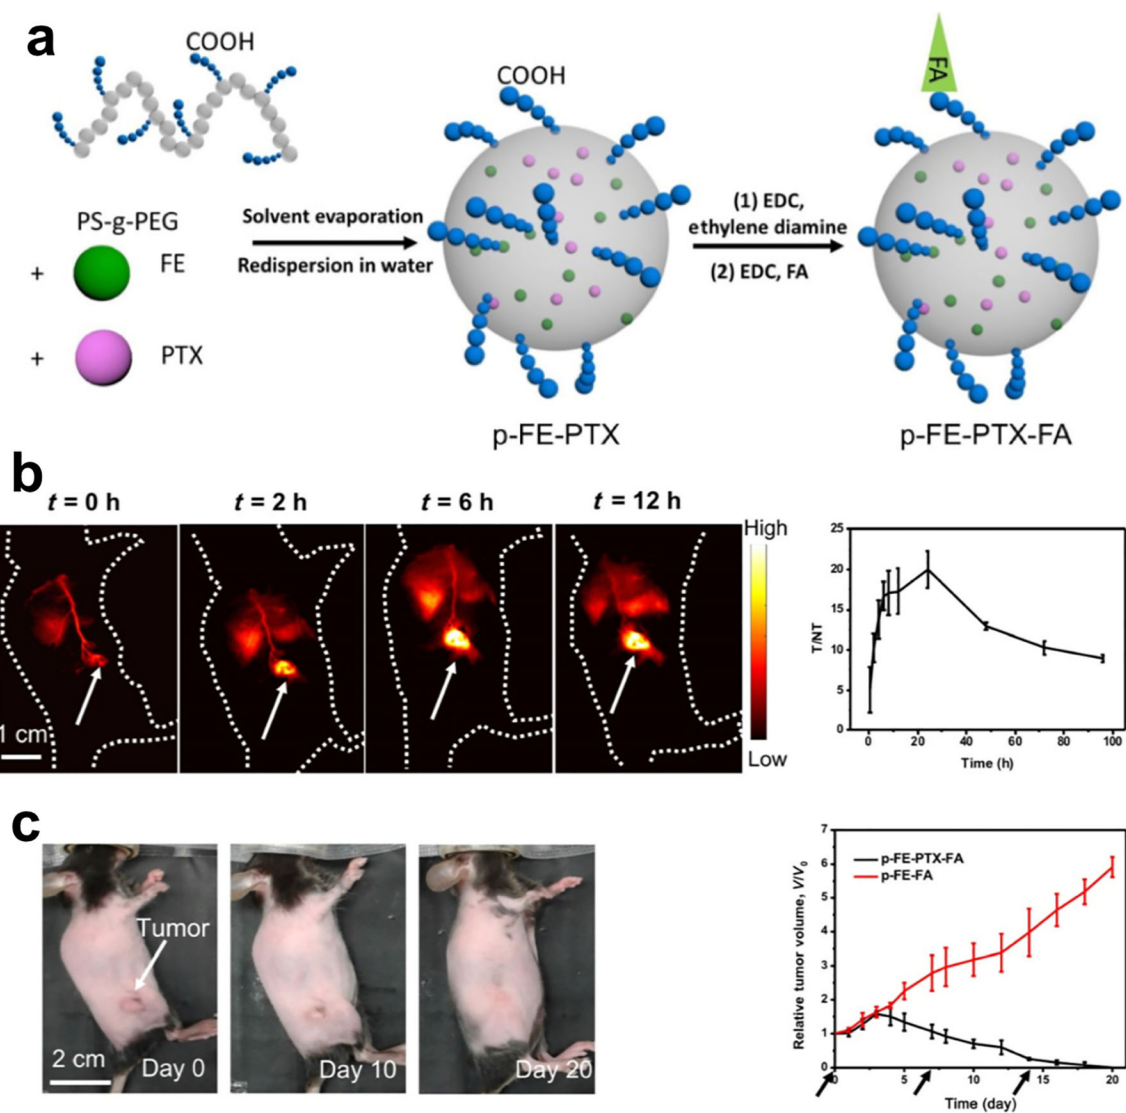 a
COOH
PS-g-PEG
+ FE
+ PTX
Solvent evaporation
Redispersion in water
COOH
p-FE-PTX
(1) EDC,
ethylene diamine
(2) EDC, FA
FA
p-FE-PTX-FA
b
t = 0 h
t = 2 h
t = 6 h
t = 12 h
1 cm
High
Low
25
20
15
10
5
0
T/NT
0 20 40 60 80 100
Time (h)
c
Tumor
2 cm
Day 0
Day 10
Day 20
7
6
5
4
3
2
1
0
Relative tumor volume, V/V₀
p-FE-PTX-FA
p-FE-FA
0 5 10 15 20
Time (day)